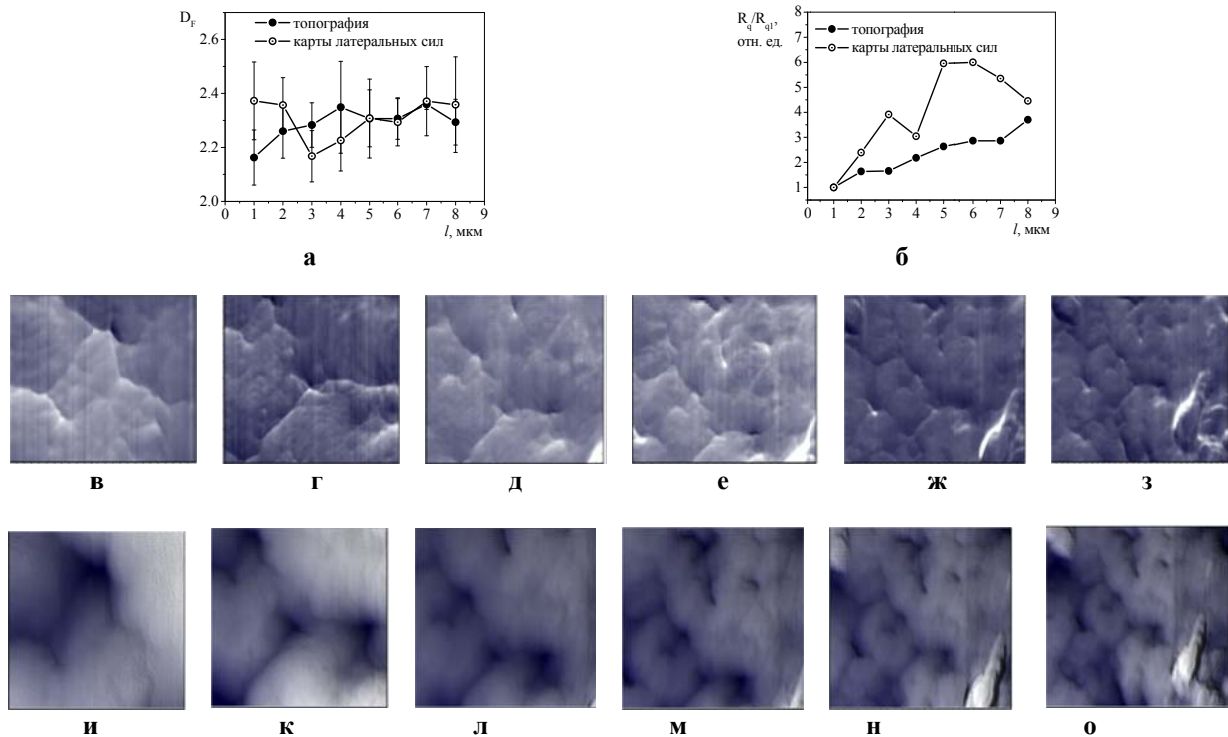 D_F
2.6
2.4
2.2
2.0
0 1 2 3 4 5 6 7 8 9
l, мкм
топография
карты латеральных сил
а
R_q/R_q1,
отн. ед.
8
7
6
5
4
3
2
1
0 1 2 3 4 5 6 7 8 9
l, мкм
топография
карты латеральных сил
б
в г д е ж з
и к л м н о